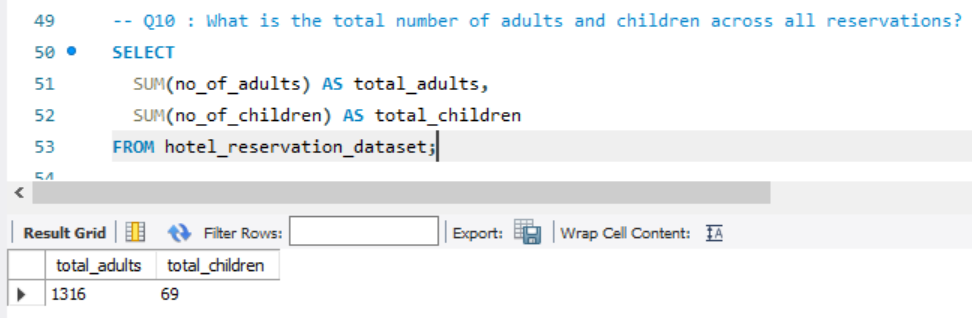 49 -- Q10 : What is the total number of adults and children across all reservations?
50 SELECT
51 SUM(no_of_adults) AS total_adults,
52 SUM(no_of_children) AS total_children
53 FROM hotel_reservation_dataset;
54
Result Grid Filter Rows: Export: Wrap Cell Content: IA
total_adults total_children
1316 69